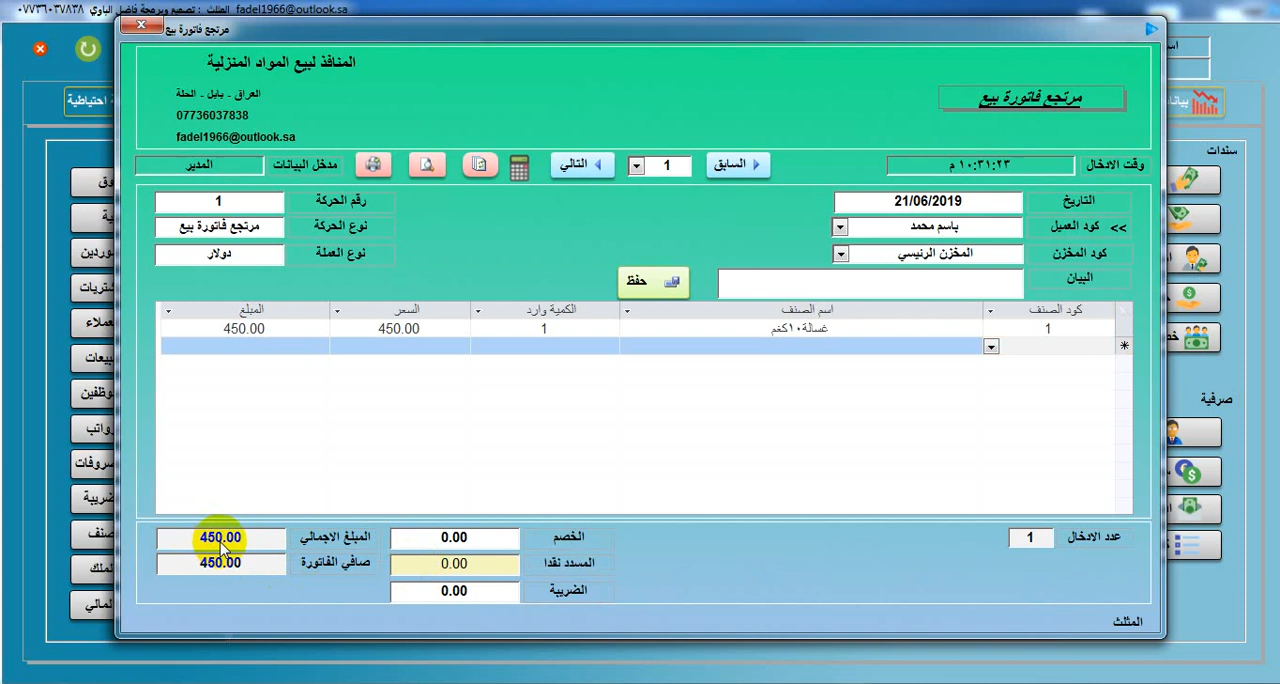 المثلث : تصميم وبرمجة فاضل الباوي ٠٧٧٣٦٠٣٧٨٣٨ fadel1966@outlook.sa
مرتجع فاتورة بيع
المنافذ لبيع المواد المنزلية
العراق - بابل - الحلة
07736037838
fadel1966@outlook.sa
مرتجع فاتورة بيع
وقت الادخال ١٠:٣١:٢٣ م السابق 1 التالي مدخل البيانات المدير
التاريخ 21/06/2019 رقم الحركة 1
>> كود العميل باسم محمد نوع الحركة مرتجع فاتورة بيع
كود المخزن المخزن الرئيسي نوع العملة دولار
البيان حفظ
كود الصنف اسم الصنف الكمية وارد السعر المبلغ
1 غسالة١٠كغم 1 450.00 450.00
*
عدد الادخال 1 الخصم 0.00 المبلغ الاجمالي 450.00
المسدد نقدا 0.00 صافي الفاتورة 450.00
الضريبة 0.00
المثلث
سندات
صرفية
احتياطية